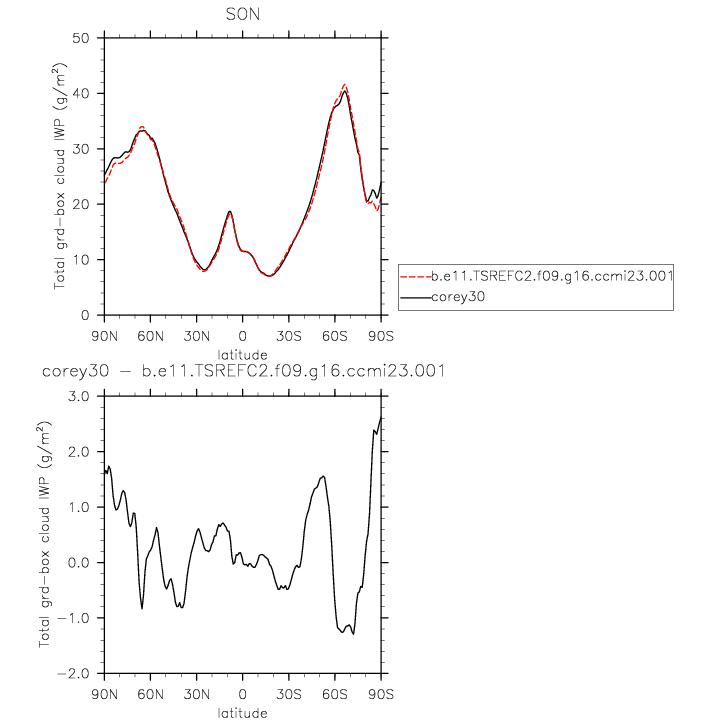 SON
Total grd-box cloud IWP (g/m²)
50
40
30
20
10
0
90N 60N 30N 0 30S 60S 90S
latitude
b.e11.TSREFC2.f09.g16.ccmi23.001
corey30
corey30 - b.e11.TSREFC2.f09.g16.ccmi23.001
Total grd-box cloud IWP (g/m²)
3.0
2.0
1.0
0.0
-1.0
-2.0
90N 60N 30N 0 30S 60S 90S
latitude